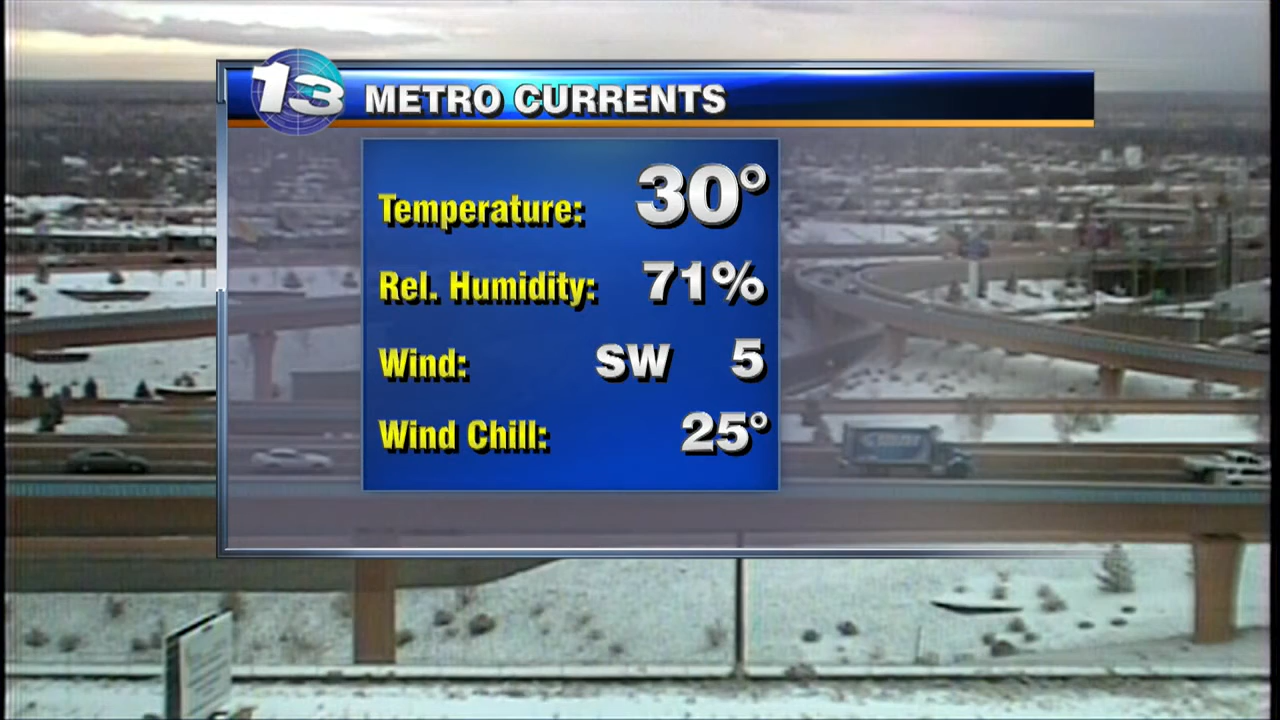 13 METRO CURRENTS
Temperature: 30°
Rel. Humidity: 71%
Wind: SW 5
Wind Chill: 25°